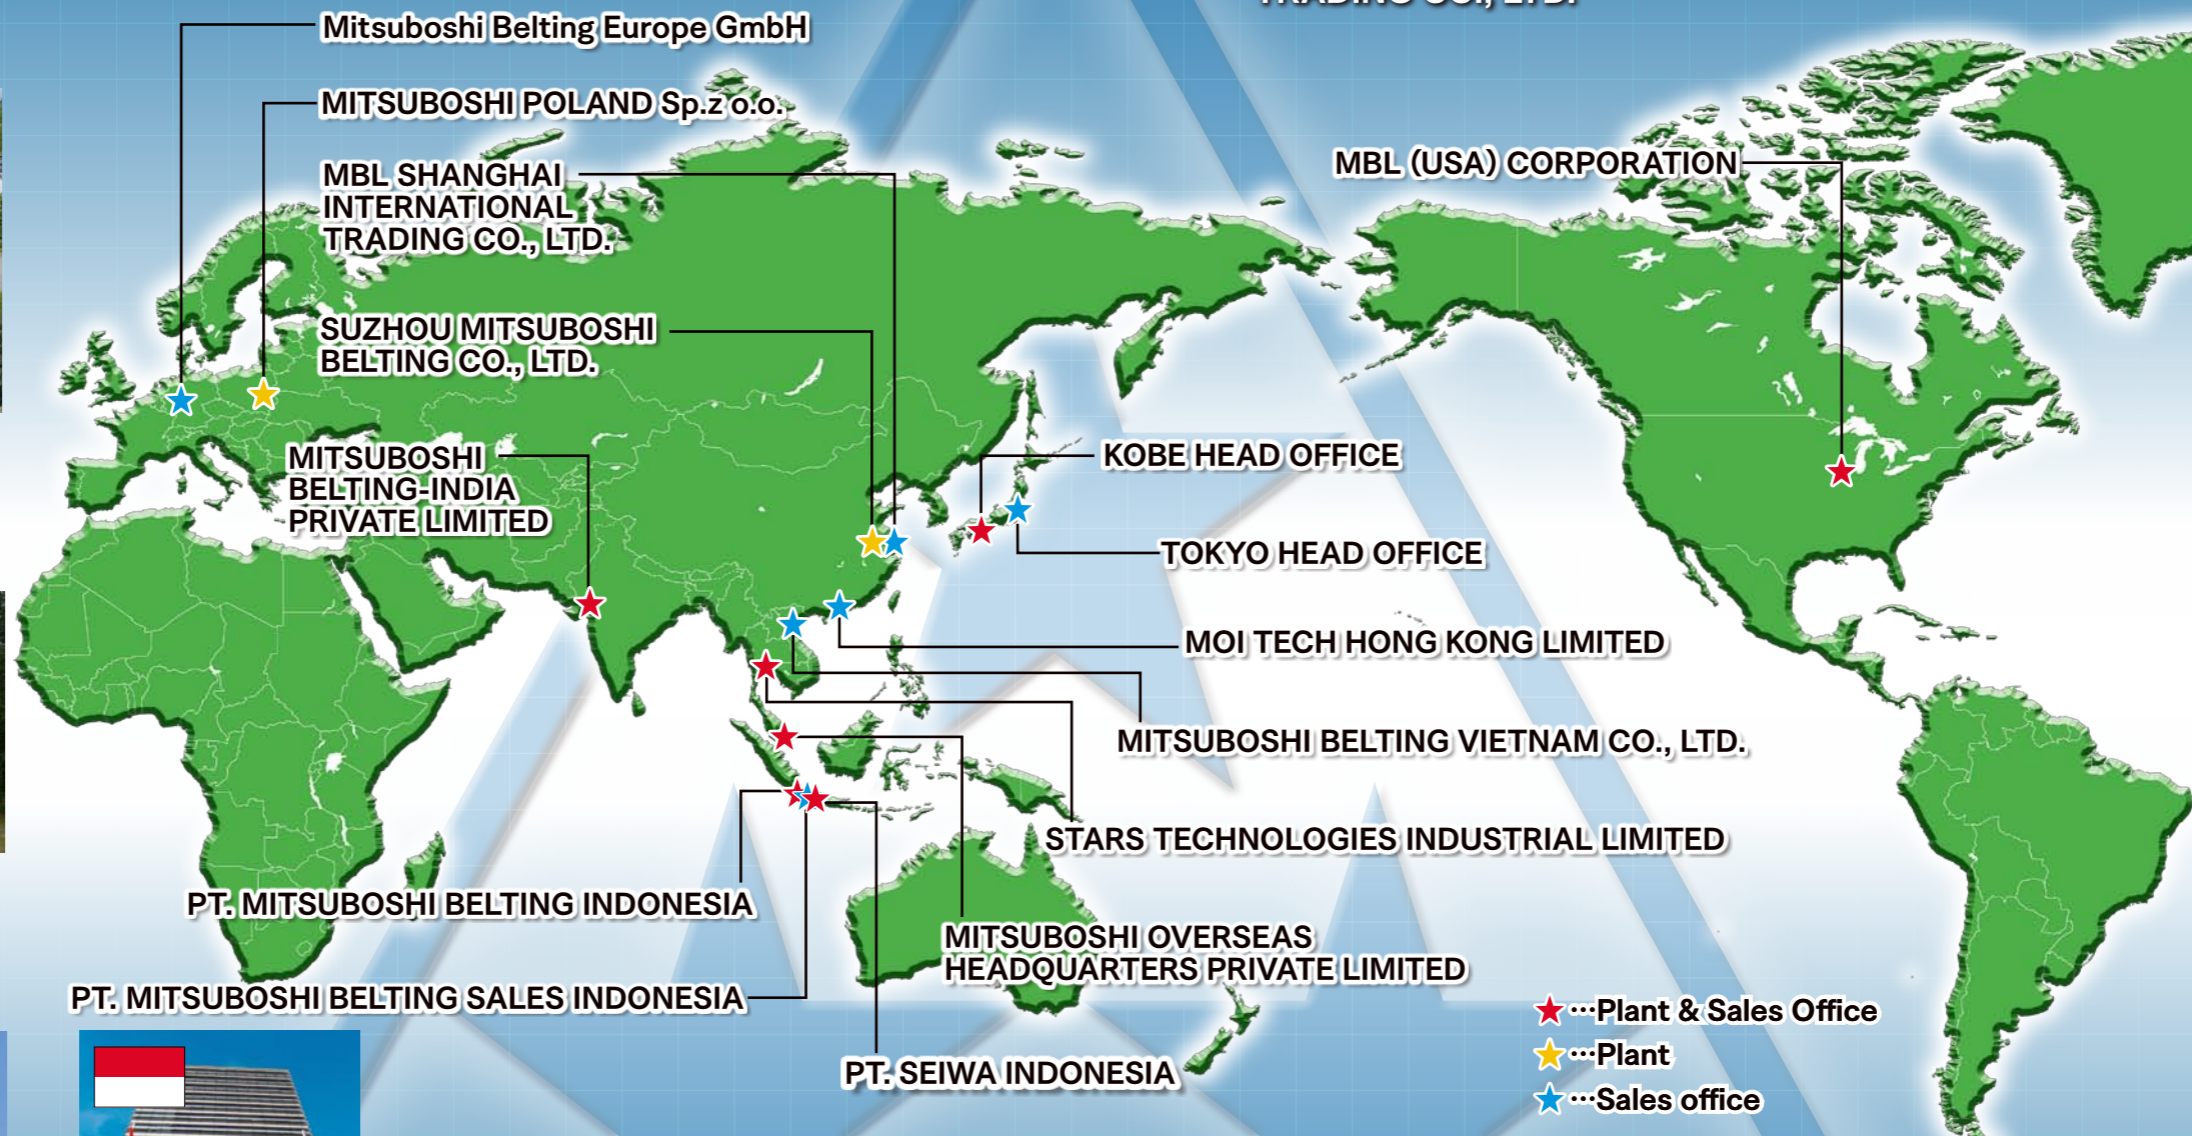 TRADING CO., LTD.
Mitsuboshi Belting Europe GmbH
MITSUBOSHI POLAND Sp.z o.o.
MBL SHANGHAI
INTERNATIONAL
TRADING CO., LTD.
MBL (USA) CORPORATION
SUZHOU MITSUBOSHI
BELTING CO., LTD.
MITSUBOSHI
BELTING-INDIA
PRIVATE LIMITED
KOBE HEAD OFFICE
TOKYO HEAD OFFICE
MOI TECH HONG KONG LIMITED
MITSUBOSHI BELTING VIETNAM CO., LTD.
STARS TECHNOLOGIES INDUSTRIAL LIMITED
PT. MITSUBOSHI BELTING INDONESIA
MITSUBOSHI OVERSEAS
HEADQUARTERS PRIVATE LIMITED
PT. MITSUBOSHI BELTING SALES INDONESIA
PT. SEIWA INDONESIA
★…Plant & Sales Office
★…Plant
★…Sales office